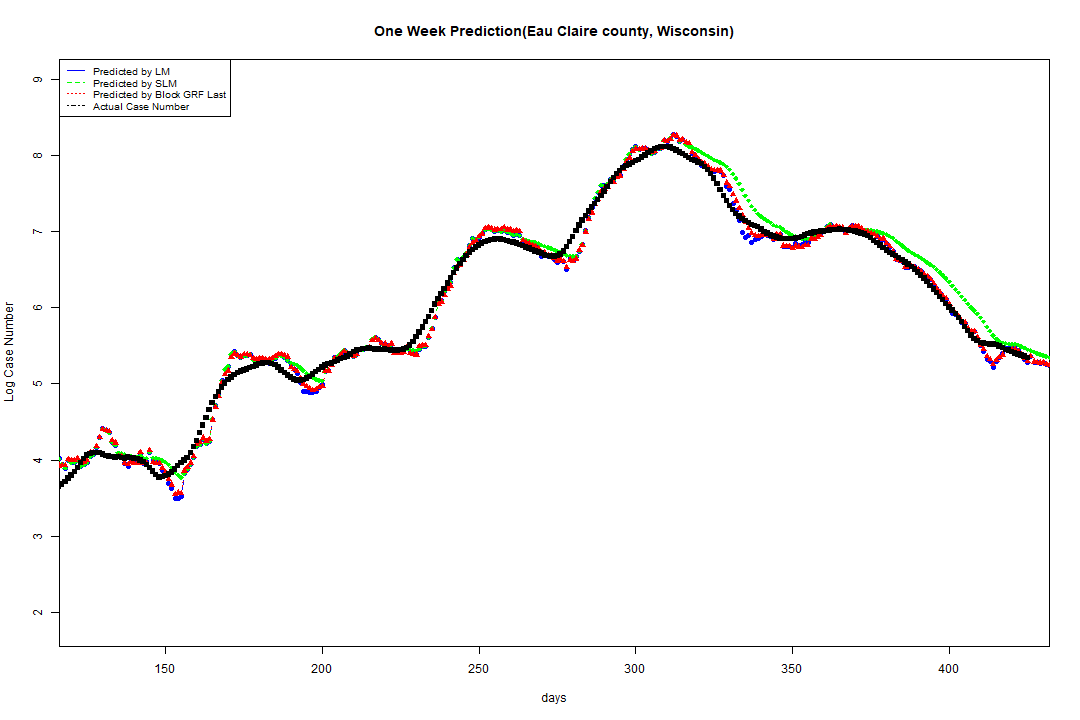 One Week Prediction(Eau Claire county, Wisconsin)
Predicted by LM
Predicted by SLM
Predicted by Block GRF Last
Actual Case Number
9
8
7
6
5
4
3
2
Log Case Number
150 200 250 300 350 400
days